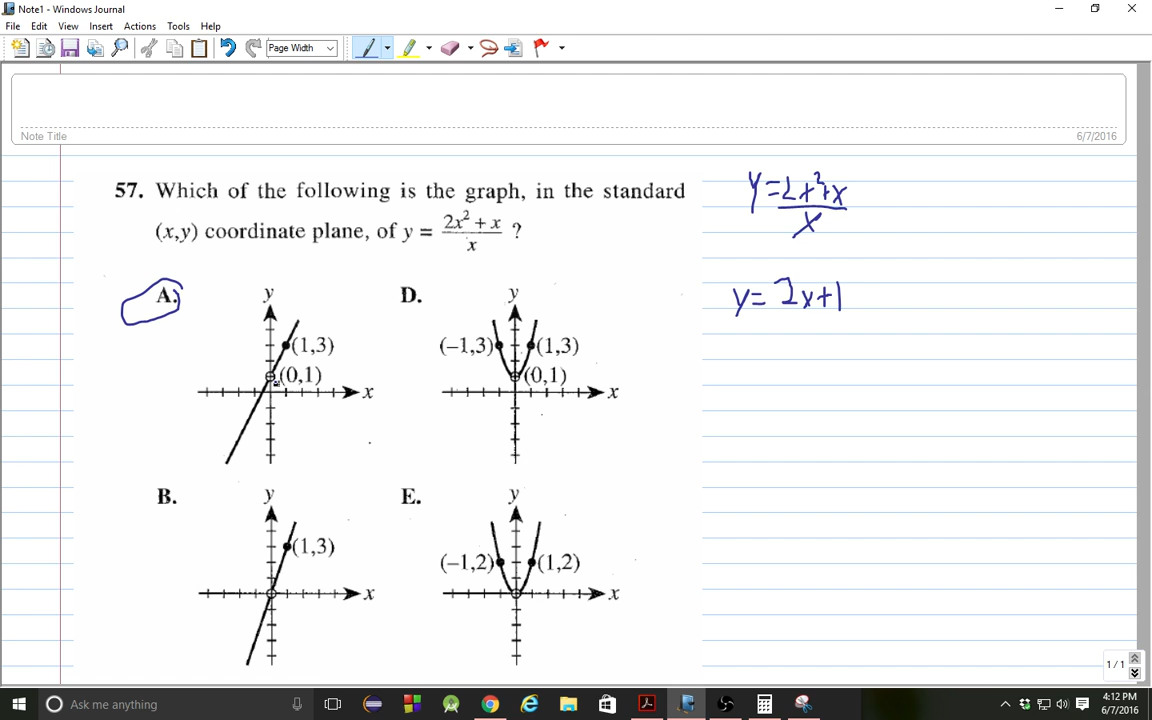 Note1 - Windows Journal
File Edit View Insert Actions Tools Help
Page Width
Note Title
6/7/2016
57. Which of the following is the graph, in the standard
(x,y) coordinate plane, of y = \frac{2x² + x}{x} ?
y = \frac{2x²+x}{x}
y = 2x+1
A.
y
(1,3)
(0,1)
x
D.
y
(−1,3)
(1,3)
(0,1)
x
B.
y
(1,3)
x
E.
y
(−1,2)
(1,2)
x
1 / 1
Ask me anything
4:12 PM
6/7/2016